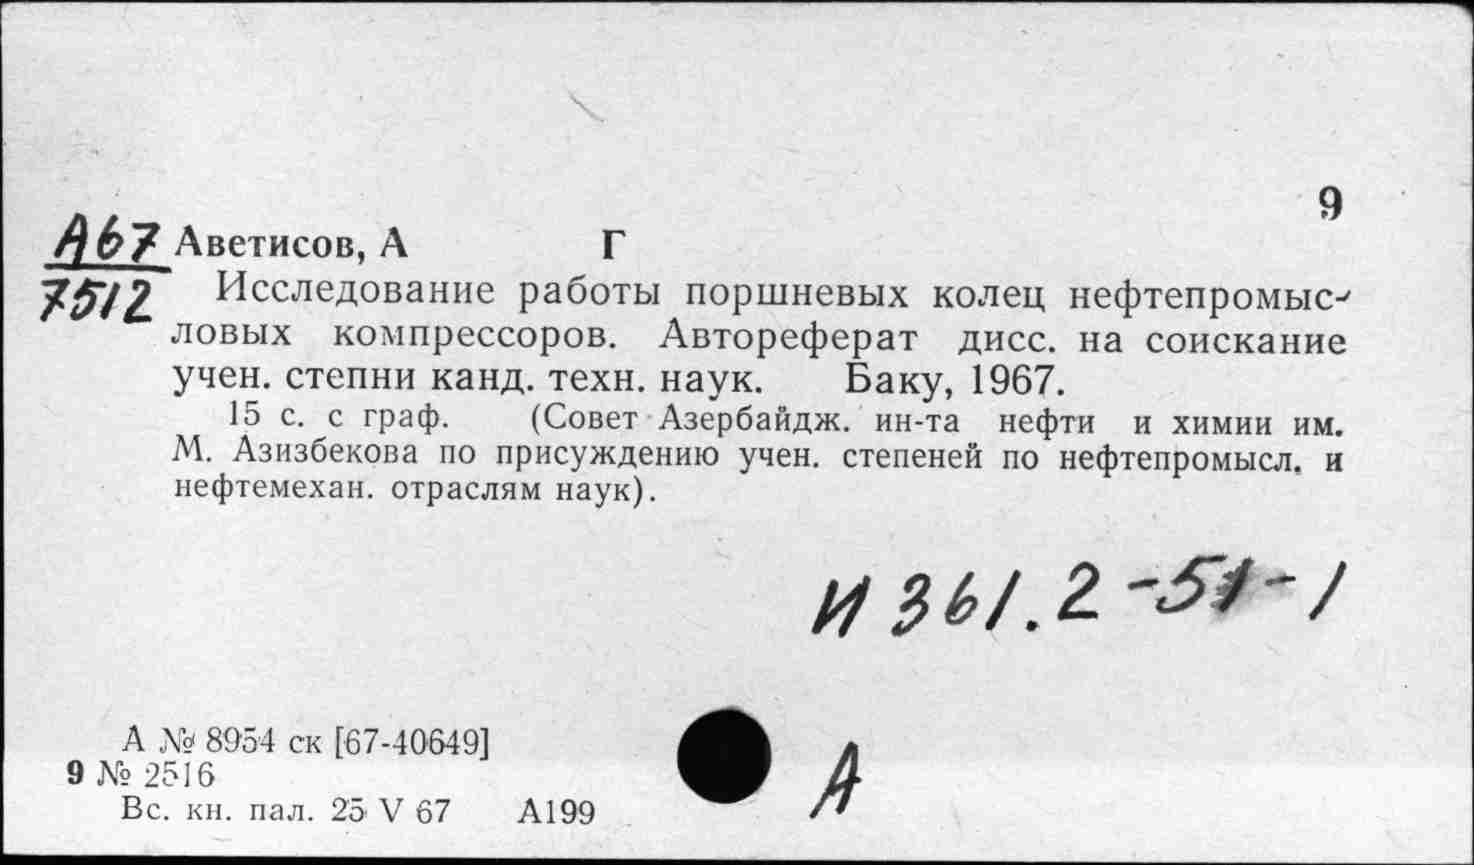 9
А67 Аветисов, А Г
7512 Исследование работы поршневых колец нефтепромыс-
ловых компрессоров. Автореферат дисс. на соискание
учен. степни канд. техн. наук. Баку, 1967.
15 с. с граф. (Совет Азербайдж. ин-та нефти и химии им.
М. Азизбекова по присуждению учен. степеней по нефтепромысл. и
нефтемехан. отраслям наук).
И 361.2-51-1
А № 8954 ск [67-40649]
9 № 2516
Вс. кн. пал. 25 V 67 А199
А